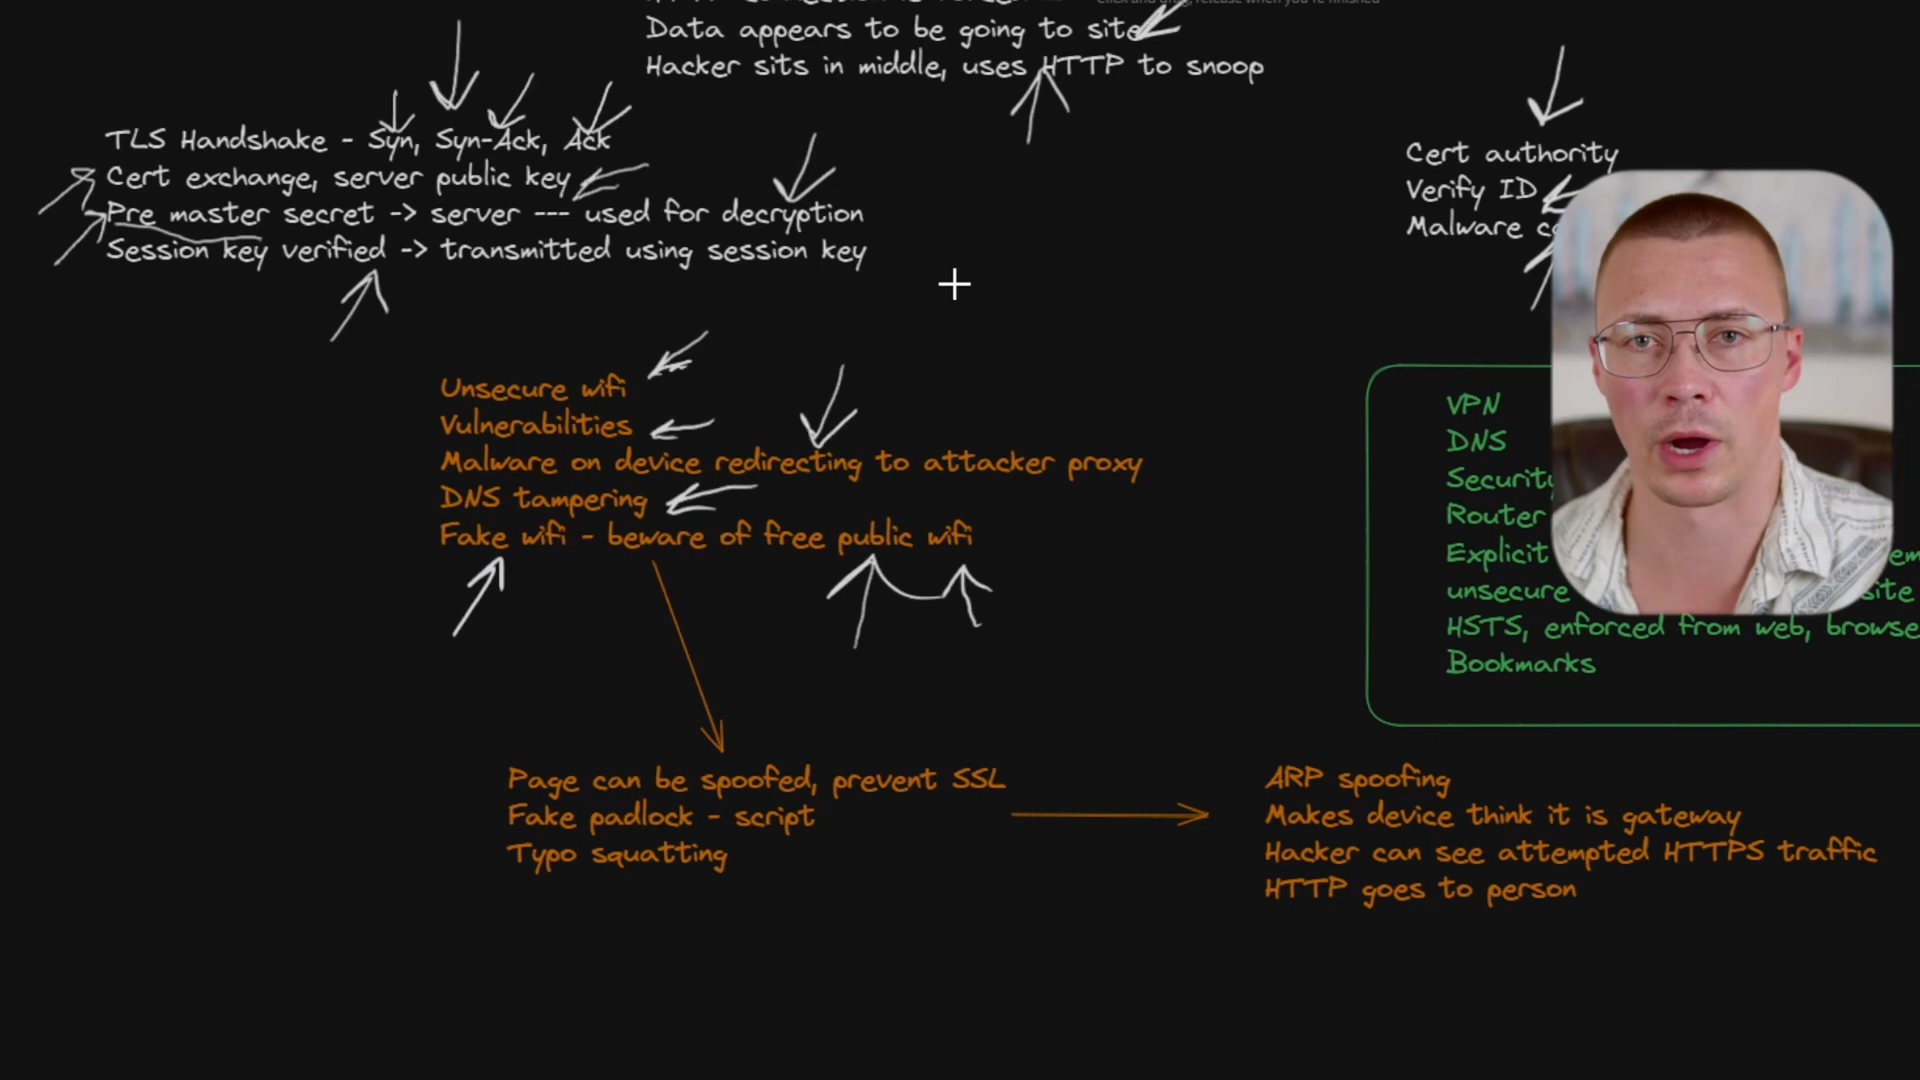 Data appears to be going to site
Hacker sits in middle, uses HTTP to snoop
TLS Handshake - Syn, Syn-Ack, Ack
Cert exchange, server public key
Pre master secret -> server --- used for decryption
Session key verified -> transmitted using session key
Cert authority
Verify ID
Malware
Unsecure wifi
Vulnerabilities
Malware on device redirecting to attacker proxy
DNS tampering
Fake wifi - beware of free public wifi
VPN
DNS
Security
Router
Explicit
unsecure site
HSTS, enforced from web, browse
Bookmarks
Page can be spoofed, prevent SSL
Fake padlock - script
Typo squatting
ARP spoofing
Makes device think it is gateway
Hacker can see attempted HTTPS traffic
HTTP goes to person